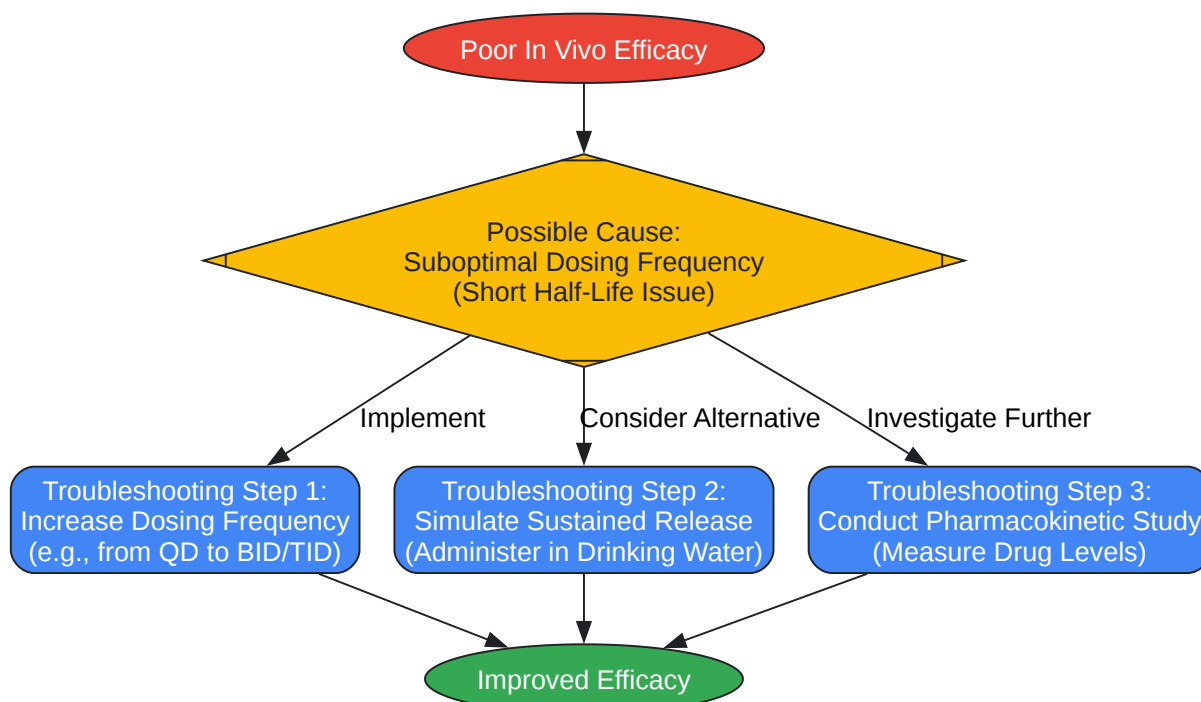 Poor In Vivo Efficacy
Possible Cause:
Suboptimal Dosing Frequency
(Short Half-Life Issue)
Implement
Consider Alternative
Investigate Further
Troubleshooting Step 1:
Increase Dosing Frequency
(e.g., from QD to BID/TID)
Troubleshooting Step 2:
Simulate Sustained Release
(Administer in Drinking Water)
Troubleshooting Step 3:
Conduct Pharmacokinetic Study
(Measure Drug Levels)
Improved Efficacy